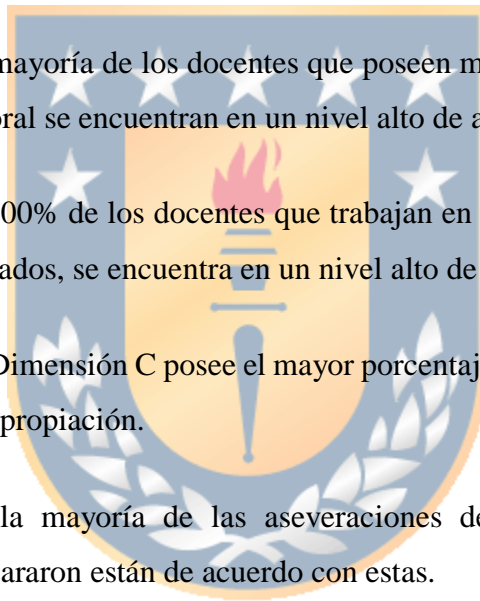 mayoría de los docentes que poseen m
oral se encuentran en un nivel alto de a
00% de los docentes que trabajan en
ados, se encuentra en un nivel alto de
Dimensión C posee el mayor porcentaj
propiación.
la mayoría de las aseveraciones de
araron están de acuerdo con estas.